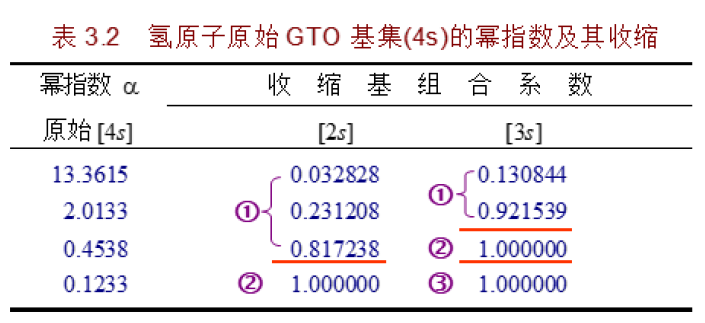 表 3.2 氢原子原始 GTO 基集(4s)的幂指数及其收缩
幂指数 α 收 缩 基 组 合 系 数
原始 [4s] [2s] [3s]
13.3615 0.032828 0.130844
① ①
2.0133 0.231208 0.921539
0.4538 0.817238 ② 1.000000
0.1233 ② 1.000000 ③ 1.000000